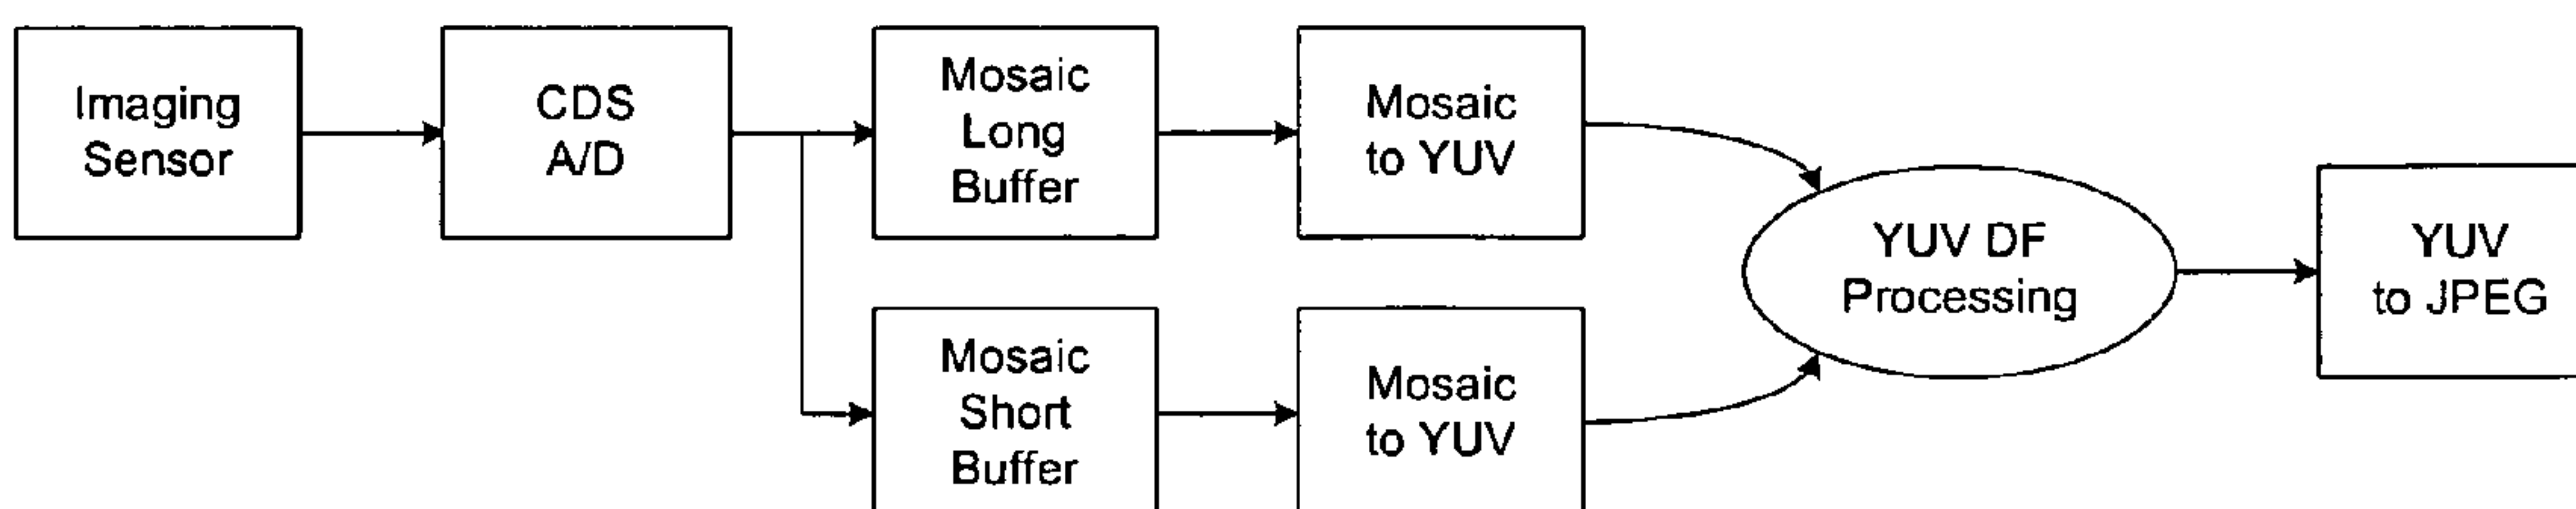 Imaging
Sensor
CDS
A/D
Mosaic
Long
Buffer
Mosaic
to YUV
Mosaic
Short
Buffer
Mosaic
to YUV
YUV DF
Processing
YUV
to JPEG